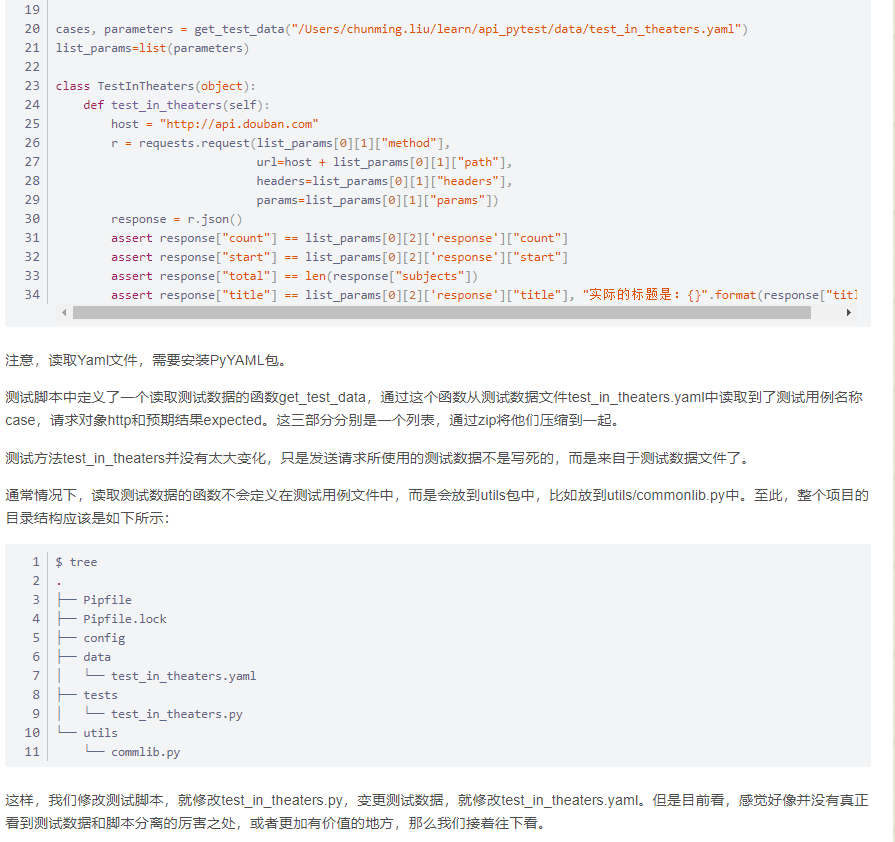 19
20 cases, parameters = get_test_data("/Users/chunming.liu/learn/api_pytest/data/test_in_theaters.yaml")
21 list_params=list(parameters)
22
23 class TestInTheaters(object):
24     def test_in_theaters(self):
25         host = "http://api.douban.com"
26         r = requests.request(list_params[0][1]["method"],
27                              url=host + list_params[0][1]["path"],
28                              headers=list_params[0][1]["headers"],
29                              params=list_params[0][1]["params"])
30         response = r.json()
31         assert response["count"] == list_params[0][2]['response']["count"]
32         assert response["start"] == list_params[0][2]['response']["start"]
33         assert response["total"] == len(response["subjects"])
34         assert response["title"] == list_params[0][2]['response']["title"], "实际的标题是：{}".format(response["titl
注意，读取Yaml文件，需要安装PyYAML包。
测试脚本中定义了一个读取测试数据的函数get_test_data，通过这个函数从测试数据文件test_in_theaters.yaml中读取到了测试用例名称
case，请求对象http和预期结果expected。这三部分分别是一个列表，通过zip将他们压缩到一起。
测试方法test_in_theaters并没有太大变化，只是发送请求所使用的测试数据不是写死的，而是来自于测试数据文件了。
通常情况下，读取测试数据的函数不会定义在测试用例文件中，而是会放到utils包中，比如放到utils/commonlib.py中。至此，整个项目的
目录结构应该是如下所示：
1 $ tree
2 .
3 ├── Pipfile
4 ├── Pipfile.lock
5 ├── config
6 ├── data
7 │   └── test_in_theaters.yaml
8 ├── tests
9 │   └── test_in_theaters.py
10 └── utils
11     └── commlib.py
这样，我们修改测试脚本，就修改test_in_theaters.py，变更测试数据，就修改test_in_theaters.yaml。但是目前看，感觉好像并没有真正
看到测试数据和脚本分离的厉害之处，或者更加有价值的地方，那么我们接着往下看。